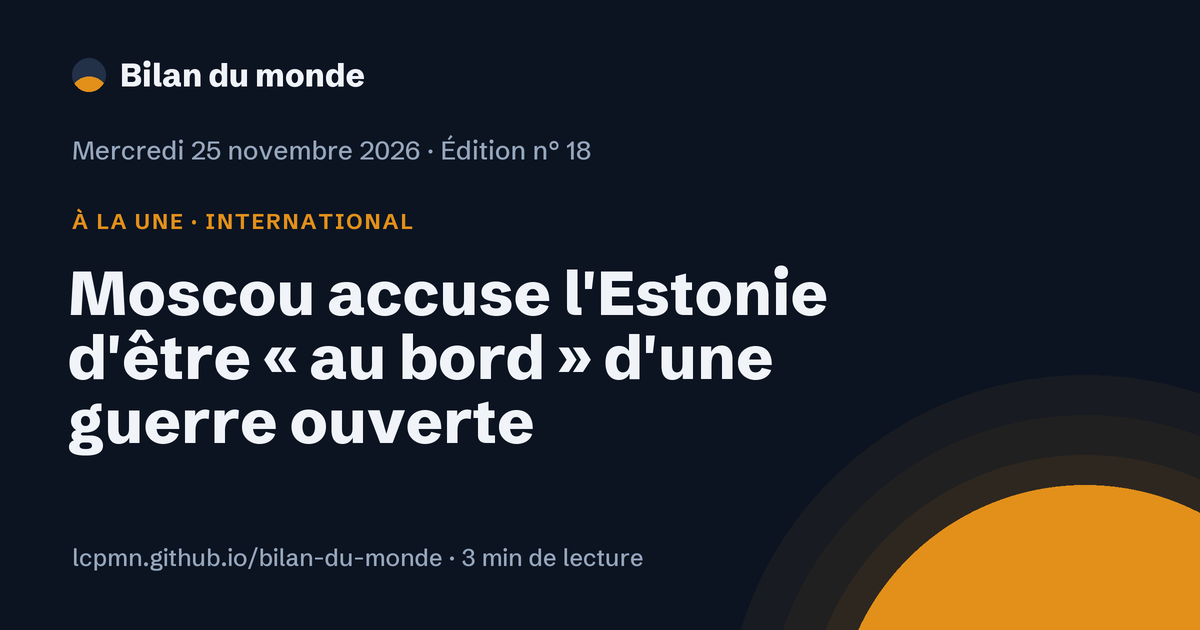 Bilan du monde
Mercredi 25 novembre 2026 · Édition n° 18
À LA UNE · INTERNATIONAL
Moscou accuse l'Estonie
d'être « au bord » d'une
guerre ouverte
lcpmn.github.io/bilan-du-monde · 3 min de lecture